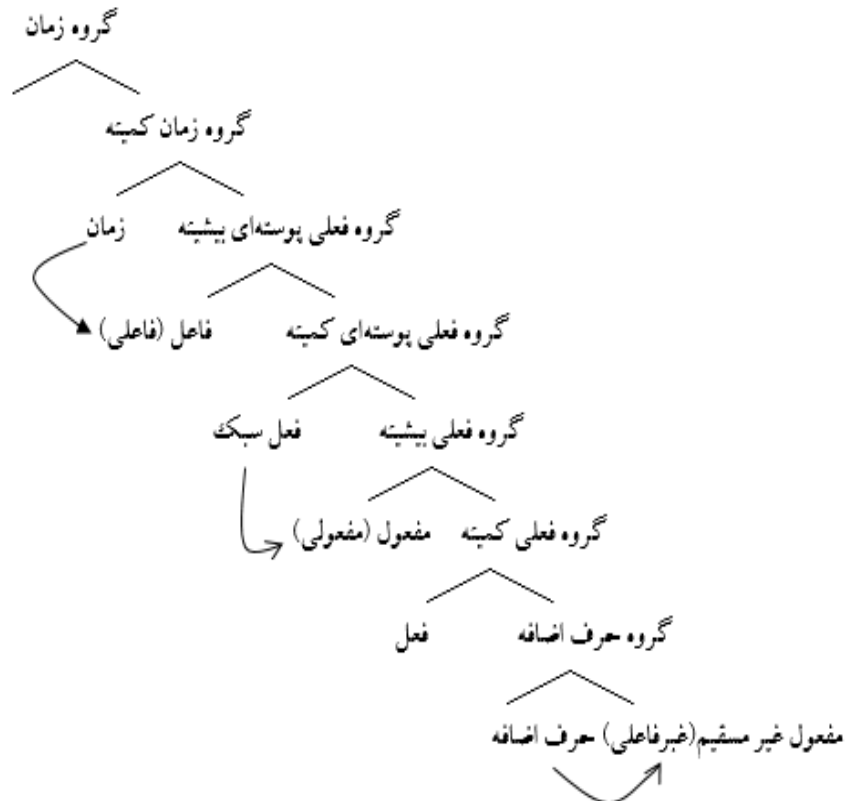 گروه زمان
گروه زمان کمینه
زمان گروه فعلی پوسته‌ای بیشینه
فاعل (فاعلی) گروه فعلی پوسته‌ای کمینه
فعل سبک گروه فعلی بیشینه
مفعول (مفعولی) گروه فعلی کمینه
فعل گروه حرف اضافه
حرف اضافه مفعول غیر مسقیم(غیرفاعلی)